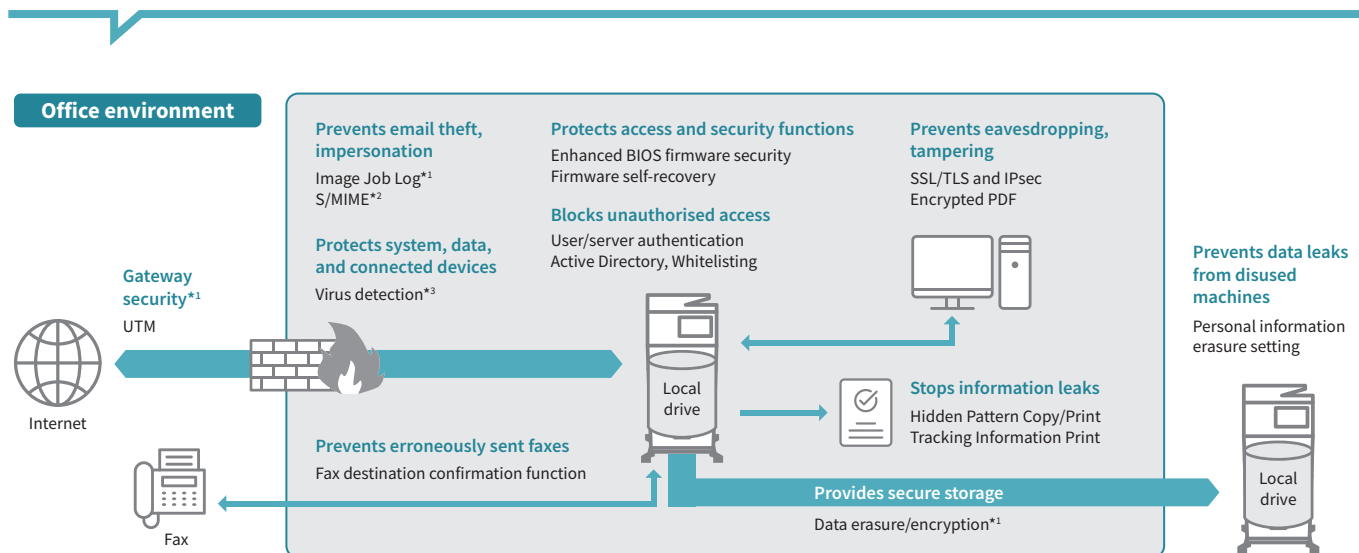 Office environment
Prevents email theft,
impersonation
Image Job Log*1
S/MIME*2
Protects system, data,
and connected devices
Virus detection*3
Protects access and security functions
Enhanced BIOS firmware security
Firmware self-recovery
Blocks unauthorised access
User/server authentication
Active Directory, Whitelisting
Prevents eavesdropping,
tampering
SSL/TLS and IPsec
Encrypted PDF
Gateway
security*1
UTM
Internet
Local
drive
Stops information leaks
Hidden Pattern Copy/Print
Tracking Information Print
Prevents erroneously sent faxes
Fax destination confirmation function
Fax
Provides secure storage
Data erasure/encryption*1
Prevents data leaks
from disused
machines
Personal information
erasure setting
Local
drive